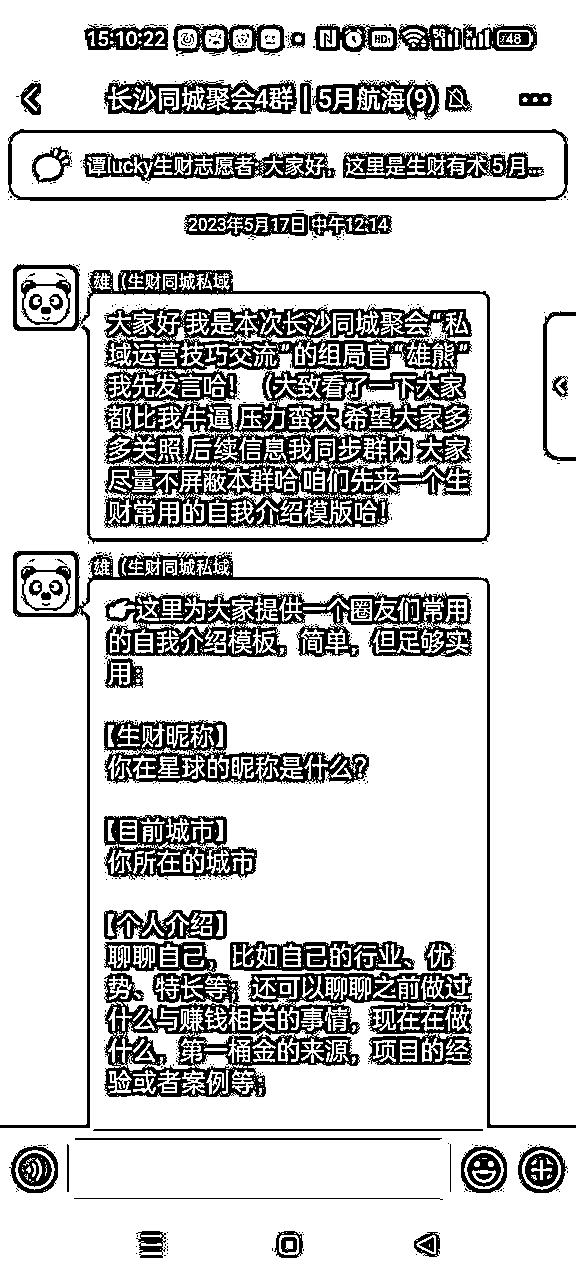 15:10:22
48
长沙同城聚会4群 | 5月航海(9)
谭lucky生财志愿者 大家好，这里是生财有术 5 月...
2023年5月17日 中午12:14
雄（生财同城私域
大家好 我是本次长沙同城聚会“私
域运营技巧交流”的组局官“雄熊”
我先发言哈！（大致看了一下大家
都比我牛逼 压力蛮大 希望大家多
多关照 后续信息我同步群内 大家
尽量不屏蔽本群哈 咱们先来一个生
财常用的自我介绍模版哈！
雄（生财同城私域
👉这里为大家提供一个圈友们常用
的自我介绍模板，简单，但足够实
用：
【生财昵称】
你在星球的昵称是什么？
【目前城市】
你所在的城市
【个人介绍】
聊聊自己，比如自己的行业、优
势、特长等；还可以聊聊之前做过
什么与赚钱相关的事情，现在在做
什么，第一桶金的来源，项目的经
验或者案例等；